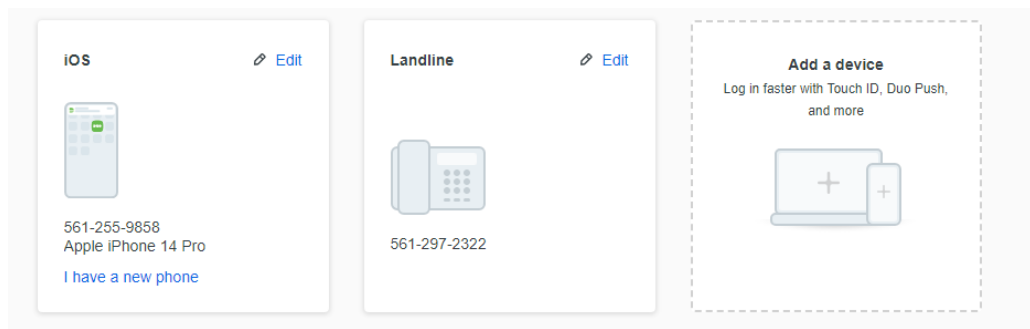 iOS
Edit
561-255-9858
Apple iPhone 14 Pro
I have a new phone
Landline
Edit
561-297-2322
Add a device
Log in faster with Touch ID, Duo Push,
and more